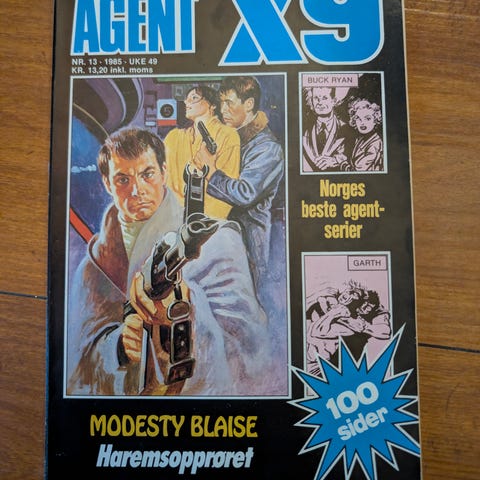 AGENT X9
NR. 13 · 1985 · UKE 49
KR. 13,20 inkl. moms
BUCK RYAN
Norges
beste agent-
serier
GARTH
100
sider
MODESTY BLAISE
Haremsopprøret